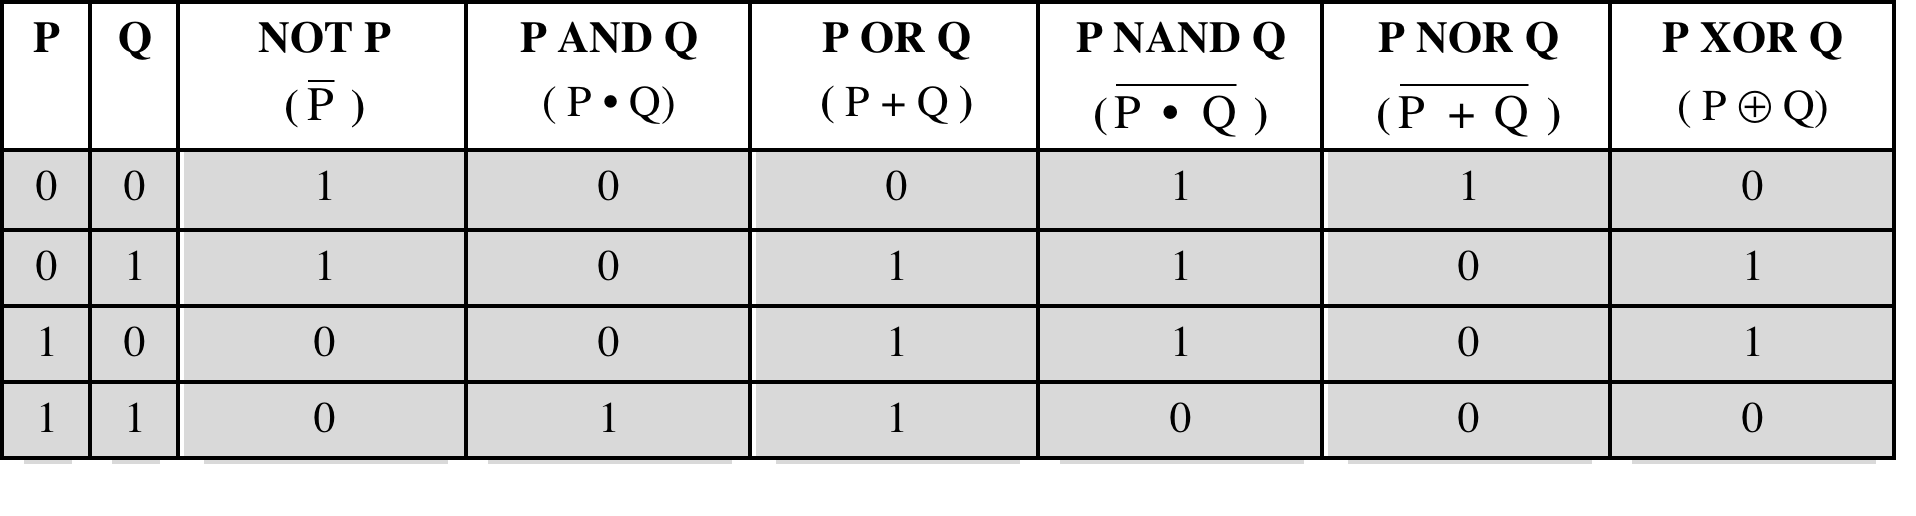 P Q NOT P P AND Q P OR Q P NAND Q P NOR Q P XOR Q
( P̅ ) ( P • Q) ( P + Q ) ( P̅ ̅•̅ ̅Q̅ ) ( P̅ ̅+̅ ̅Q̅ ) ( P ⊕ Q)
0 0 1 0 0 1 1 0
0 1 1 0 1 1 0 1
1 0 0 0 1 1 0 1
1 1 0 1 1 0 0 0